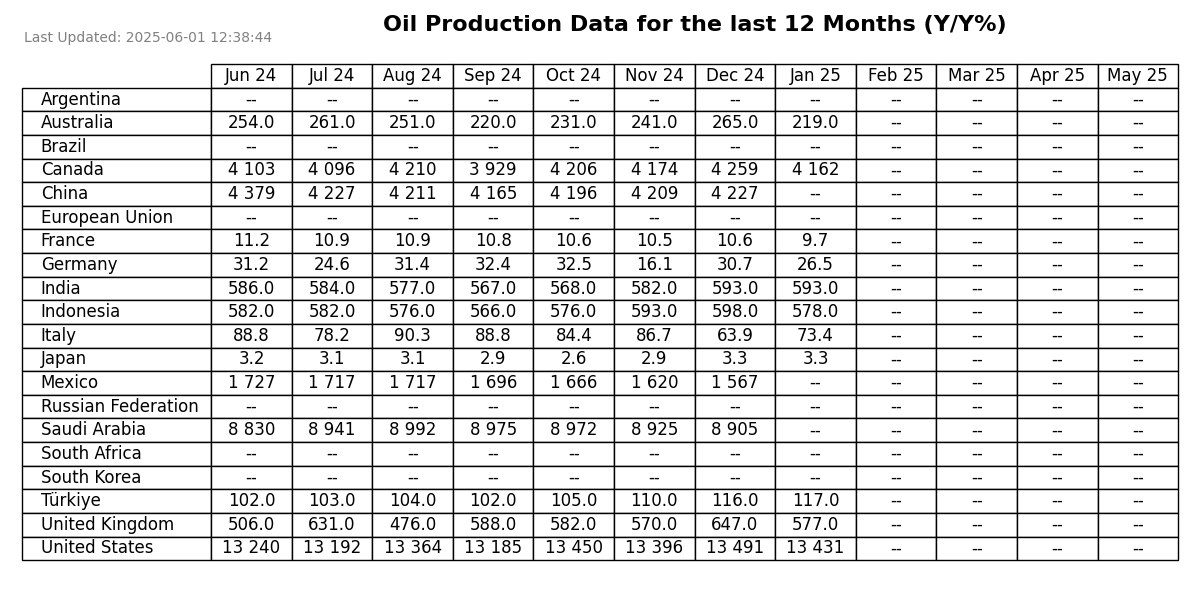 Oil Production Data for the last 12 Months (Y/Y%)
Last Updated: 2025-06-01 12:38:44
Jun 24 Jul 24 Aug 24 Sep 24 Oct 24 Nov 24 Dec 24 Jan 25 Feb 25 Mar 25 Apr 25 May 25
Argentina -- -- -- -- -- -- -- -- -- -- -- --
Australia 254.0 261.0 251.0 220.0 231.0 241.0 265.0 219.0 -- -- -- --
Brazil -- -- -- -- -- -- -- -- -- -- -- --
Canada 4 103 4 096 4 210 3 929 4 206 4 174 4 259 4 162 -- -- -- --
China 4 379 4 227 4 211 4 165 4 196 4 209 4 227 -- -- -- -- --
European Union -- -- -- -- -- -- -- -- -- -- -- --
France 11.2 10.9 10.9 10.8 10.6 10.5 10.6 9.7 -- -- -- --
Germany 31.2 24.6 31.4 32.4 32.5 16.1 30.7 26.5 -- -- -- --
India 586.0 584.0 577.0 567.0 568.0 582.0 593.0 593.0 -- -- -- --
Indonesia 582.0 582.0 576.0 566.0 576.0 593.0 598.0 578.0 -- -- -- --
Italy 88.8 78.2 90.3 88.8 84.4 86.7 63.9 73.4 -- -- -- --
Japan 3.2 3.1 3.1 2.9 2.6 2.9 3.3 3.3 -- -- -- --
Mexico 1 727 1 717 1 717 1 696 1 666 1 620 1 567 -- -- -- -- --
Russian Federation -- -- -- -- -- -- -- -- -- -- -- --
Saudi Arabia 8 830 8 941 8 992 8 975 8 972 8 925 8 905 -- -- -- -- --
South Africa -- -- -- -- -- -- -- -- -- -- -- --
South Korea -- -- -- -- -- -- -- -- -- -- -- --
Türkiye 102.0 103.0 104.0 102.0 105.0 110.0 116.0 117.0 -- -- -- --
United Kingdom 506.0 631.0 476.0 588.0 582.0 570.0 647.0 577.0 -- -- -- --
United States 13 240 13 192 13 364 13 185 13 450 13 396 13 491 13 431 -- -- -- --